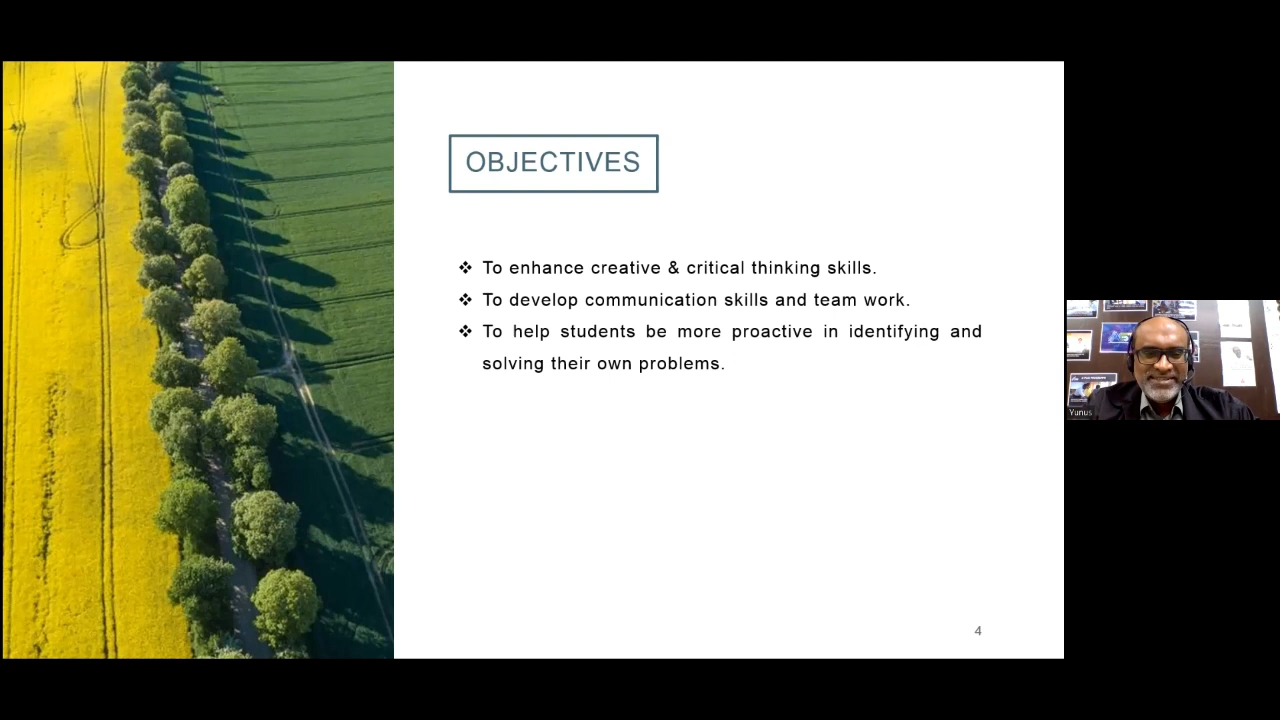 OBJECTIVES
❖ To enhance creative & critical thinking skills.
❖ To develop communication skills and team work.
❖ To help students be more proactive in identifying and
solving their own problems.
4
Yunus